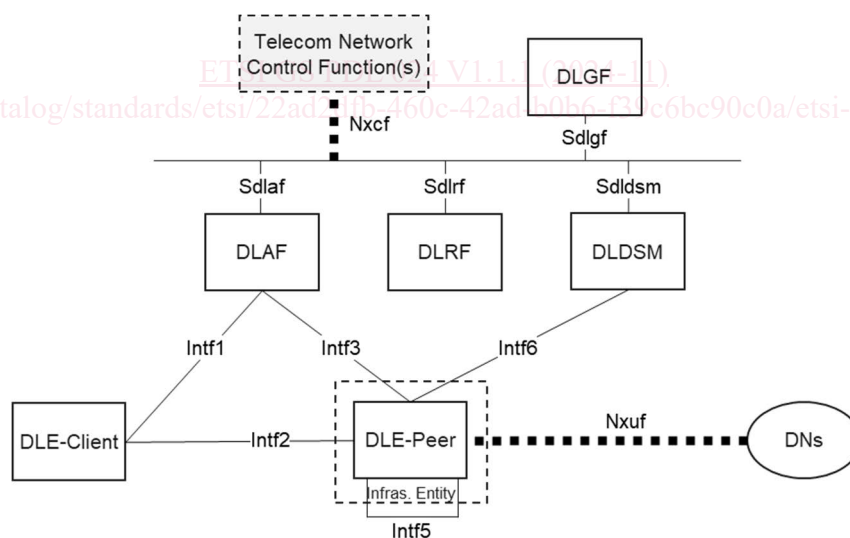 Telecom Network
Control Function(s)
DLGF
Nxcf
Sdlgf
Sdlaf
Sdlrf
Sdldsm
DLAF
DLRF
DLDSM
Intf1
Intf3
Intf6
DLE-Client
Intf2
DLE-Peer
Nxuf
DNs
Infras. Entity
Intf5